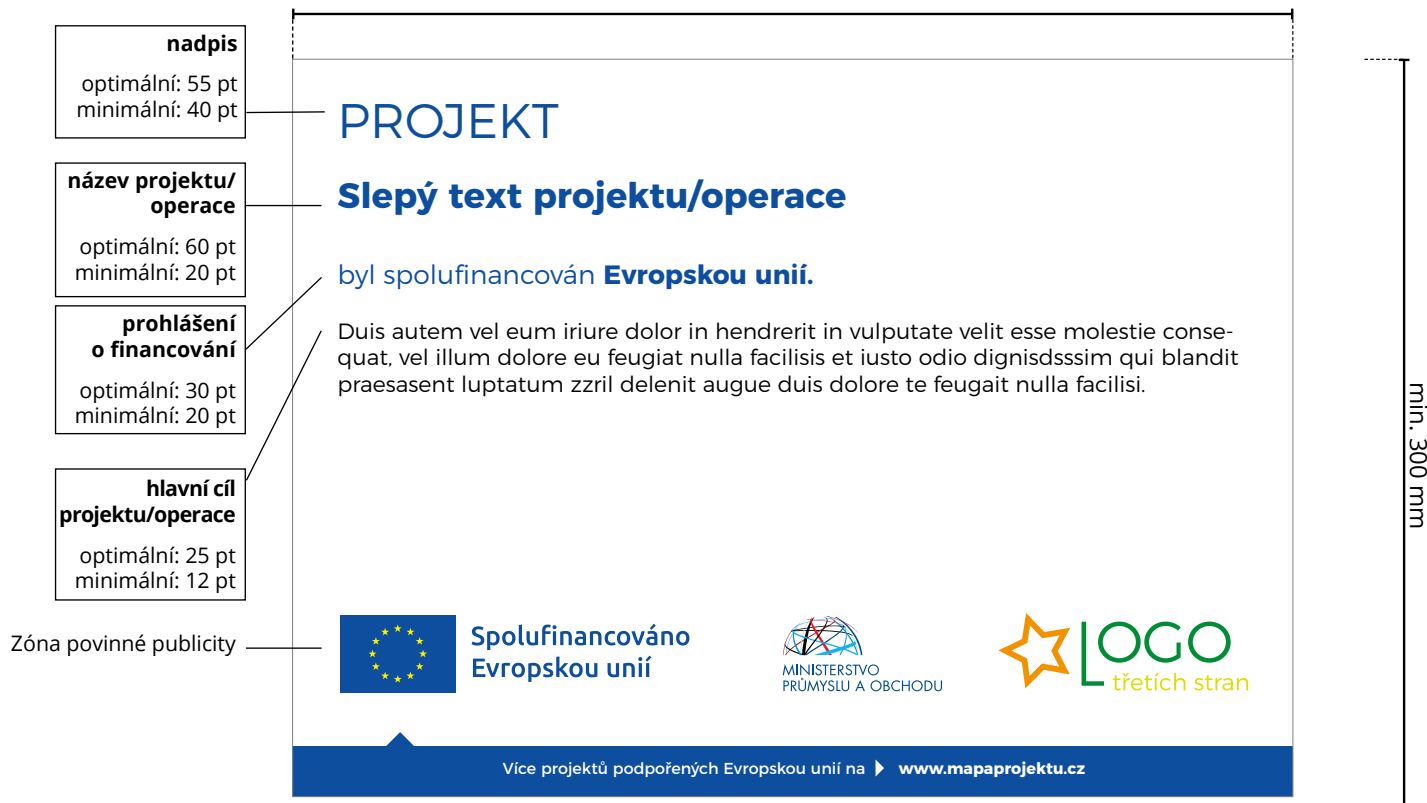 nadpis
optimální: 55 pt
minimální: 40 pt
název projektu/
operace
optimální: 60 pt
minimální: 20 pt
prohlášení
o financování
optimální: 30 pt
minimální: 20 pt
hlavní cíl
projektu/operace
optimální: 25 pt
minimální: 12 pt
Zóna povinné publicity
PROJEKT
Slepý text projektu/operace
byl spolufinancován Evropskou unií.
Duis autem vel eum iriure dolor in hendrerit in vulputate velit esse molestie conse-
quat, vel illum dolore eu feugiat nulla facilisis et iusto odio dignisdsssim qui blandit
praesasent luptatum zzril delenit augue duis dolore te feugait nulla facilisi.
Spolufinancováno
Evropskou unií
MINISTERSTVO
PRŮMYSLU A OBCHODU
LOGO
třetích stran
Více projektů podpořených Evropskou unií na www.mapaprojektu.cz
min. 300 mm